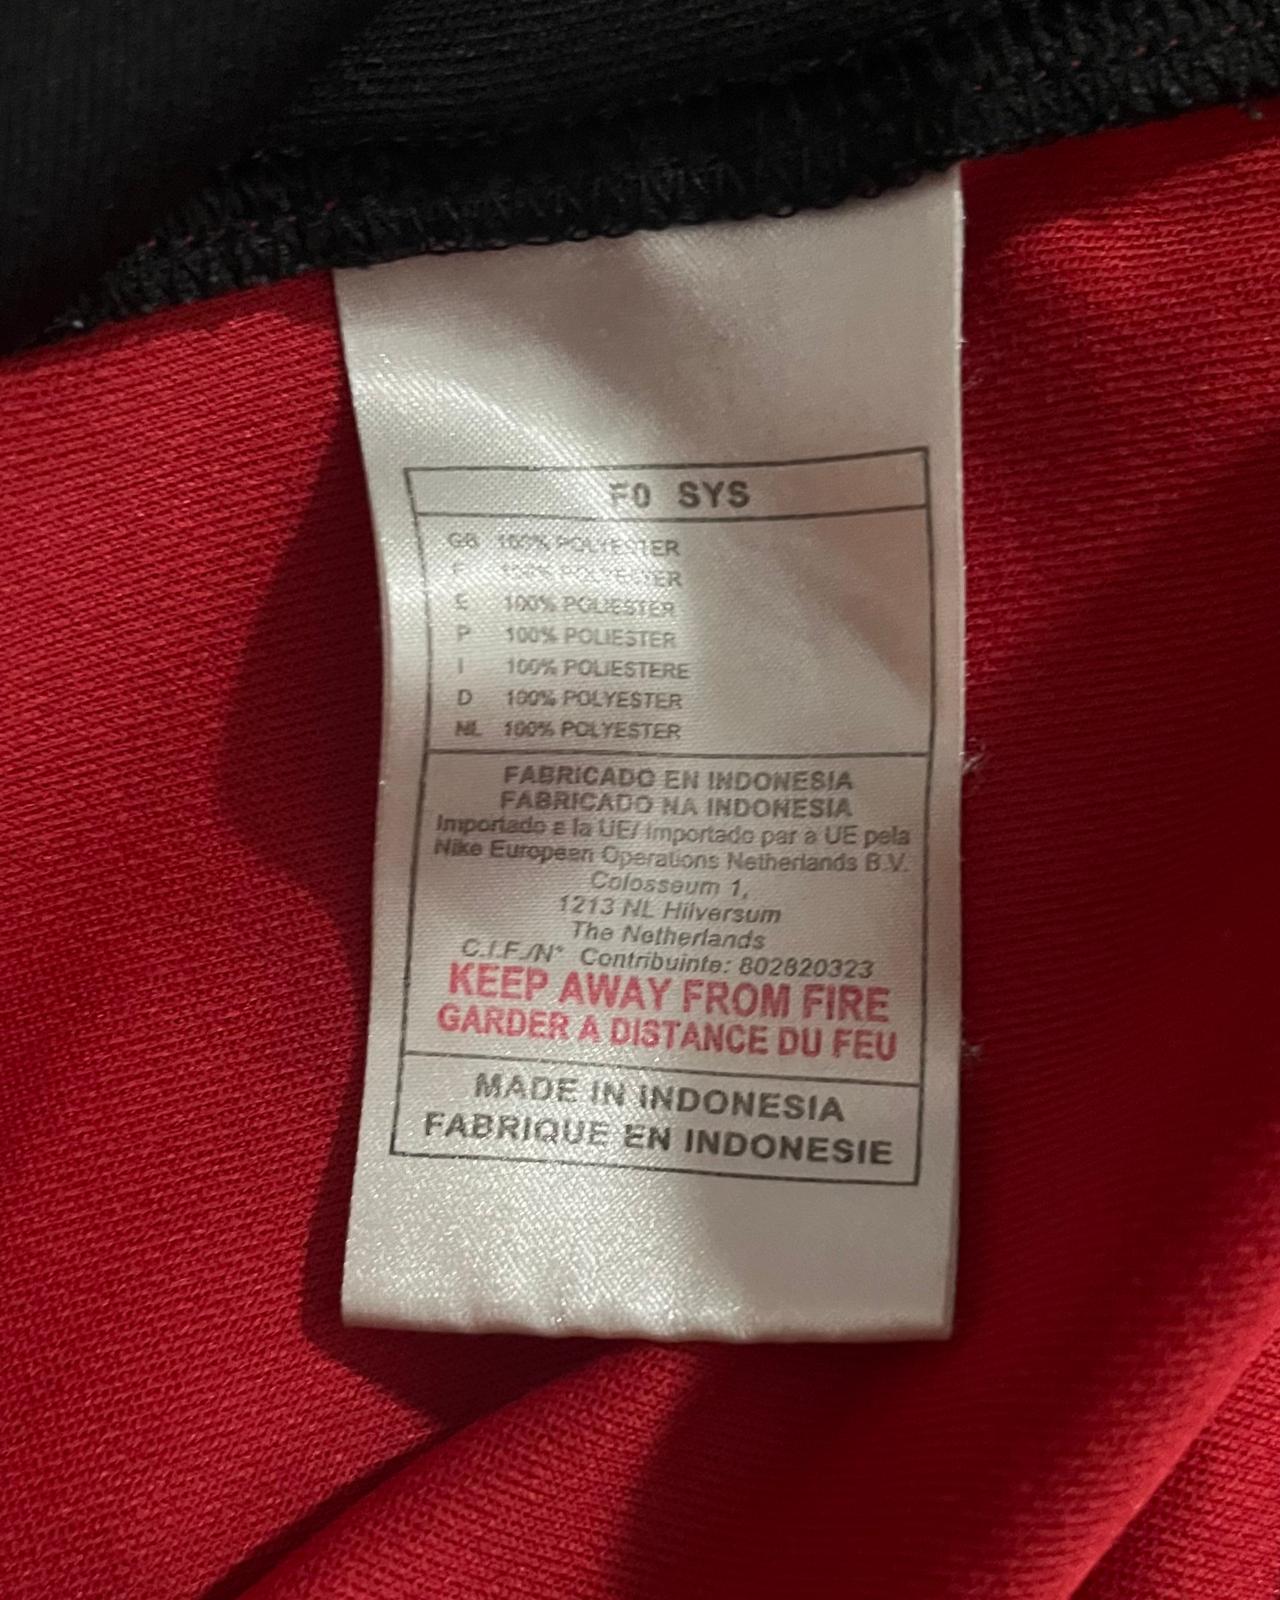 F0 SYS
GB 100% POLYESTER
F 100% POLYESTER
E 100% POLIESTER
P 100% POLIESTER
I 100% POLIESTERE
D 100% POLYESTER
NL 100% POLYESTER
FABRICADO EN INDONESIA
FABRICADO NA INDONESIA
Importado a la UE/ Importado par a UE pela
Nike European Operations Netherlands B.V.
Colosseum 1,
1213 NL Hilversum
The Netherlands
C.I.F./N° Contribuinte: 802820323
KEEP AWAY FROM FIRE
GARDER A DISTANCE DU FEU
MADE IN INDONESIA
FABRIQUE EN INDONESIE